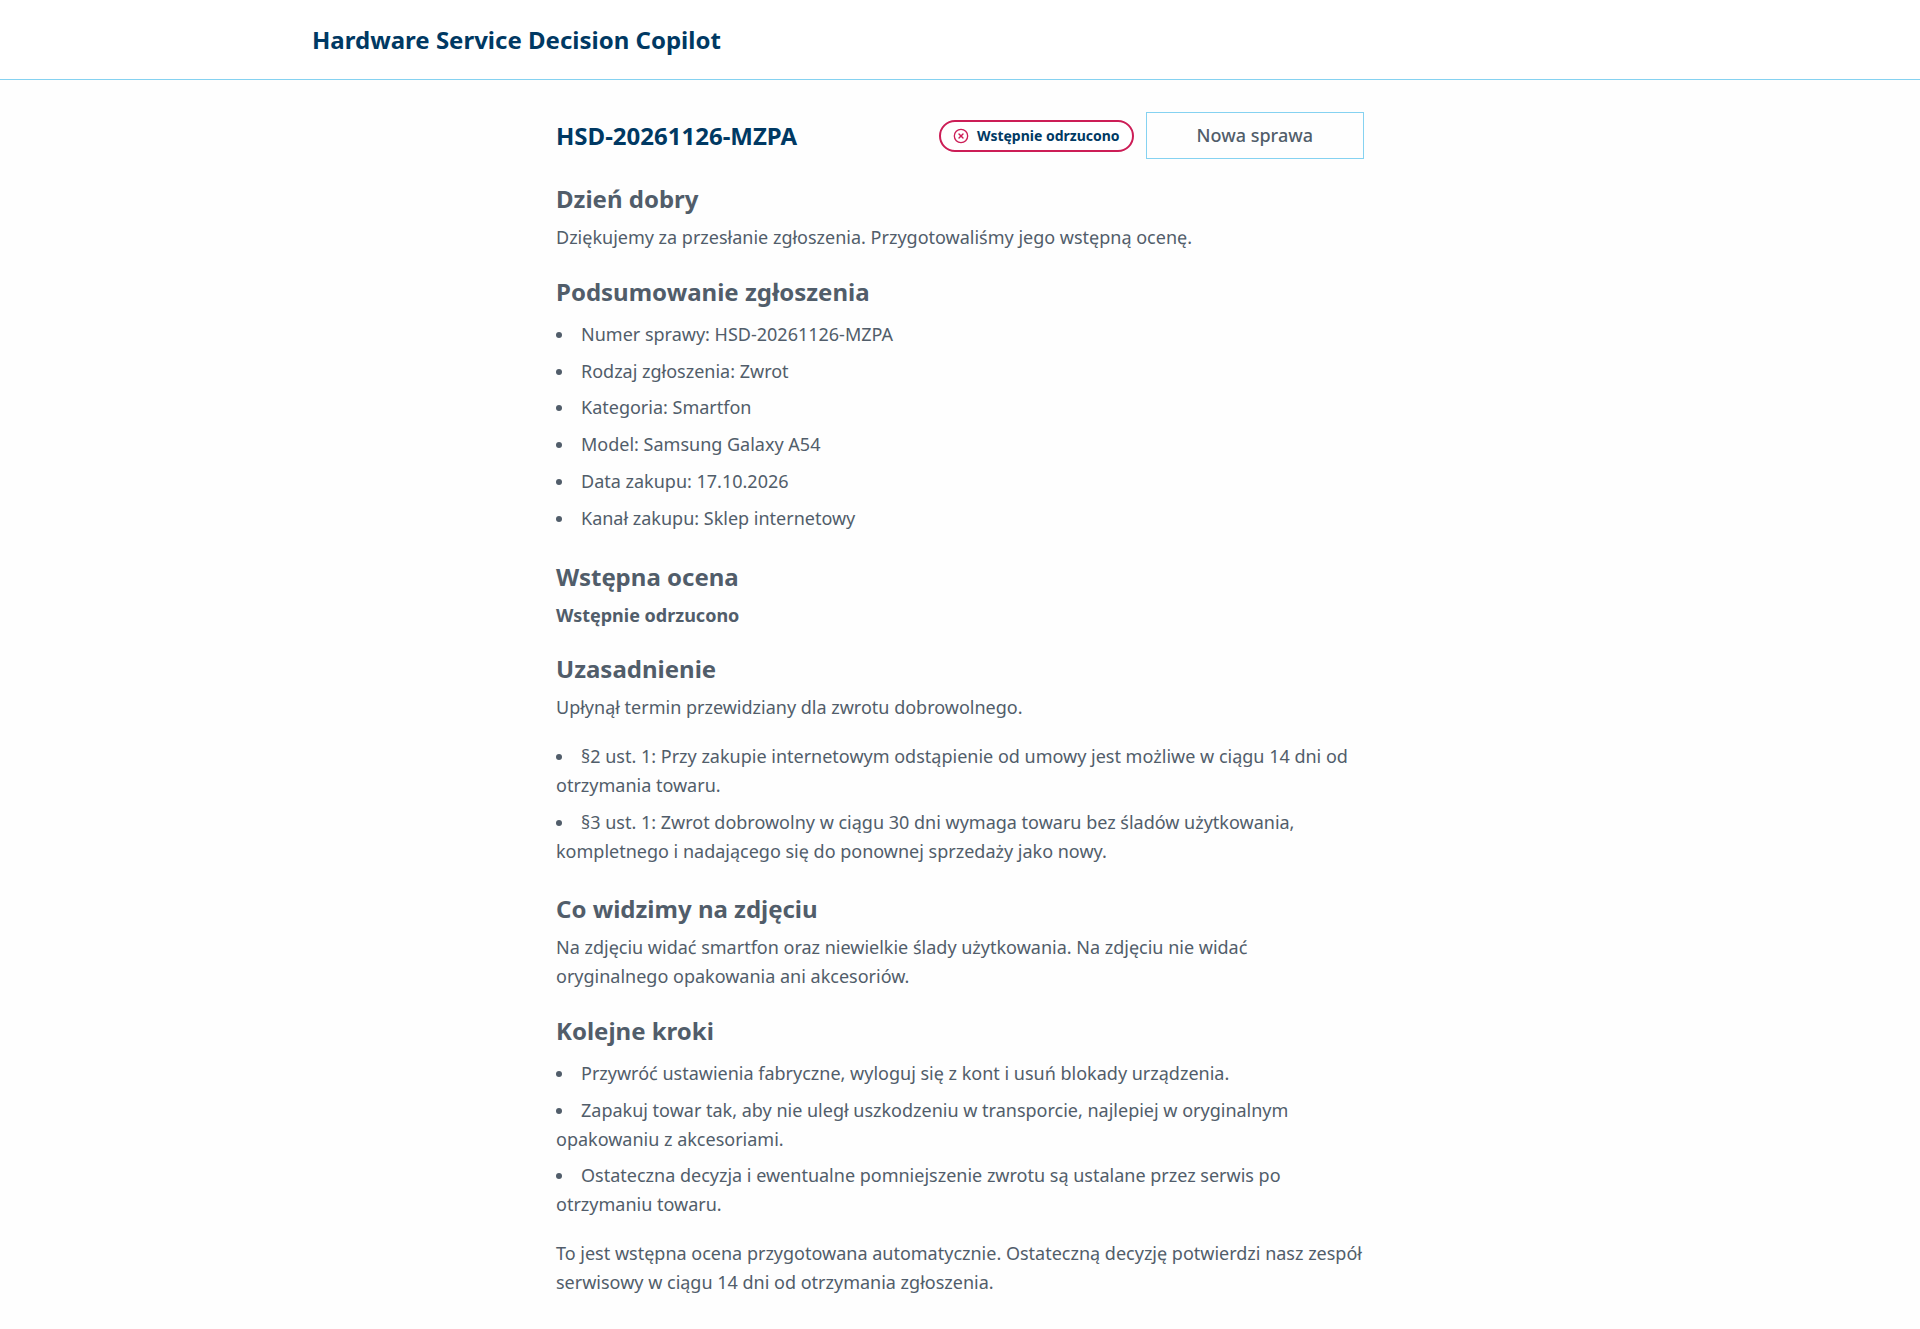 Hardware Service Decision Copilot
HSD-20261126-MZPA
Wstępnie odrzucono
Nowa sprawa
Dzień dobry
Dziękujemy za przesłanie zgłoszenia. Przygotowaliśmy jego wstępną ocenę.
Podsumowanie zgłoszenia
• Numer sprawy: HSD-20261126-MZPA
• Rodzaj zgłoszenia: Zwrot
• Kategoria: Smartfon
• Model: Samsung Galaxy A54
• Data zakupu: 17.10.2026
• Kanał zakupu: Sklep internetowy
Wstępna ocena
Wstępnie odrzucono
Uzasadnienie
Upłynął termin przewidziany dla zwrotu dobrowolnego.
• §2 ust. 1: Przy zakupie internetowym odstąpienie od umowy jest możliwe w ciągu 14 dni od
otrzymania towaru.
• §3 ust. 1: Zwrot dobrowolny w ciągu 30 dni wymaga towaru bez śladów użytkowania,
kompletnego i nadającego się do ponownej sprzedaży jako nowy.
Co widzimy na zdjęciu
Na zdjęciu widać smartfon oraz niewielkie ślady użytkowania. Na zdjęciu nie widać
oryginalnego opakowania ani akcesoriów.
Kolejne kroki
• Przywróć ustawienia fabryczne, wyloguj się z kont i usuń blokady urządzenia.
• Zapakuj towar tak, aby nie uległ uszkodzeniu w transporcie, najlepiej w oryginalnym
opakowaniu z akcesoriami.
• Ostateczna decyzja i ewentualne pomniejszenie zwrotu są ustalane przez serwis po
otrzymaniu towaru.
To jest wstępna ocena przygotowana automatycznie. Ostateczną decyzję potwierdzi nasz zespół
serwisowy w ciągu 14 dni od otrzymania zgłoszenia.